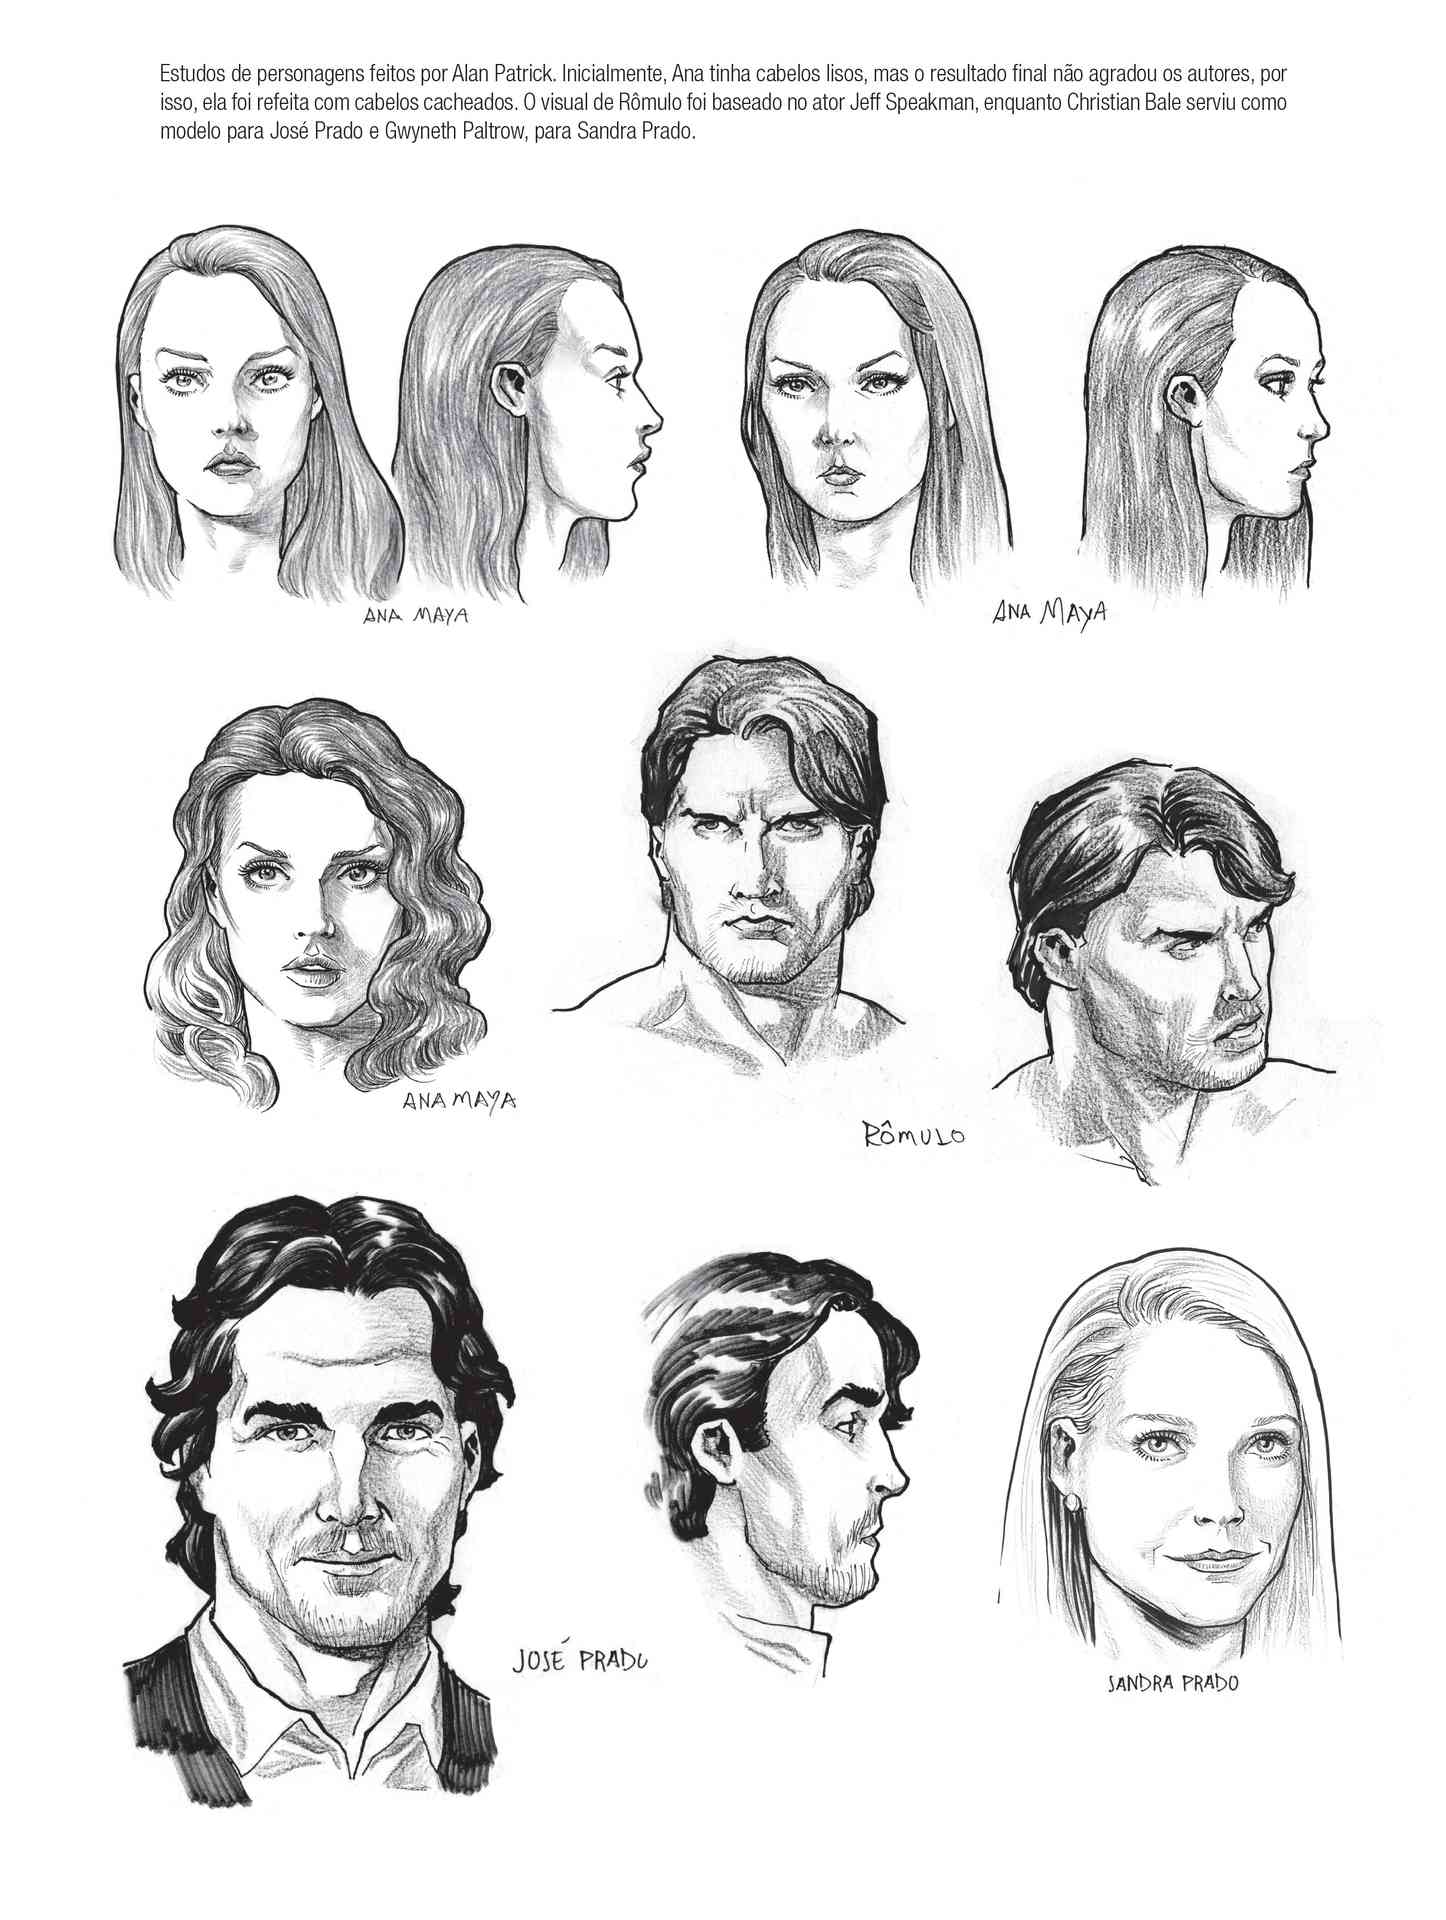 Estudos de personagens feitos por Alan Patrick. Inicialmente, Ana tinha cabelos lisos, mas o resultado final não agradou os autores, por
isso, ela foi refeita com cabelos cacheados. O visual de Rômulo foi baseado no ator Jeff Speakman, enquanto Christian Bale serviu como
modelo para José Prado e Gwyneth Paltrow, para Sandra Prado.
ANA MAYA
ANA MAYA
ANA MAYA
RÔMULO
JOSÉ PRADO
SANDRA PRADO